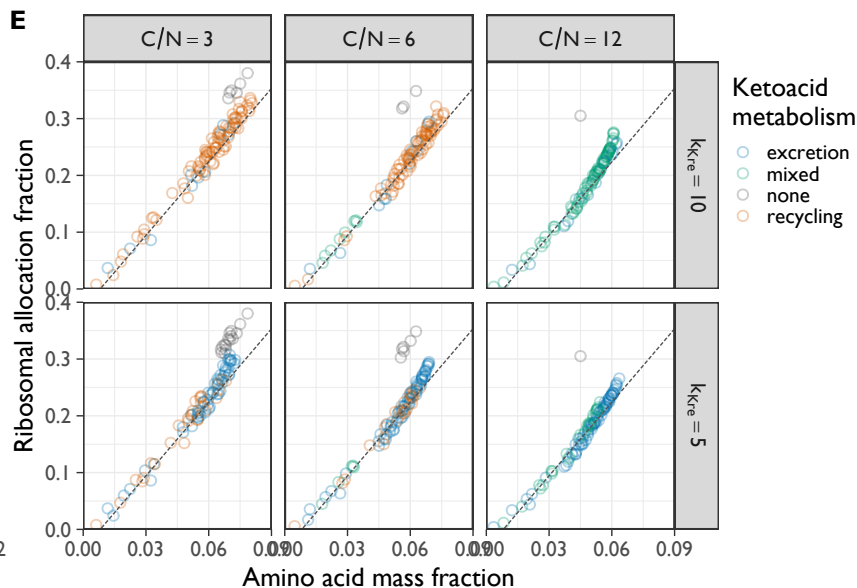 E
C/N = 3
C/N = 6
C/N = 12
0.4
0.3
0.2
0.1
0.0
k_Kre = 10
0.4
0.3
0.2
0.1
0.0
k_Kre = 5
Ribosomal allocation fraction
2
0.00 0.03 0.06 0.09
0.00 0.03 0.06 0.09
0.00 0.03 0.06 0.09
Amino acid mass fraction
Ketoacid
metabolism
excretion
mixed
none
recycling